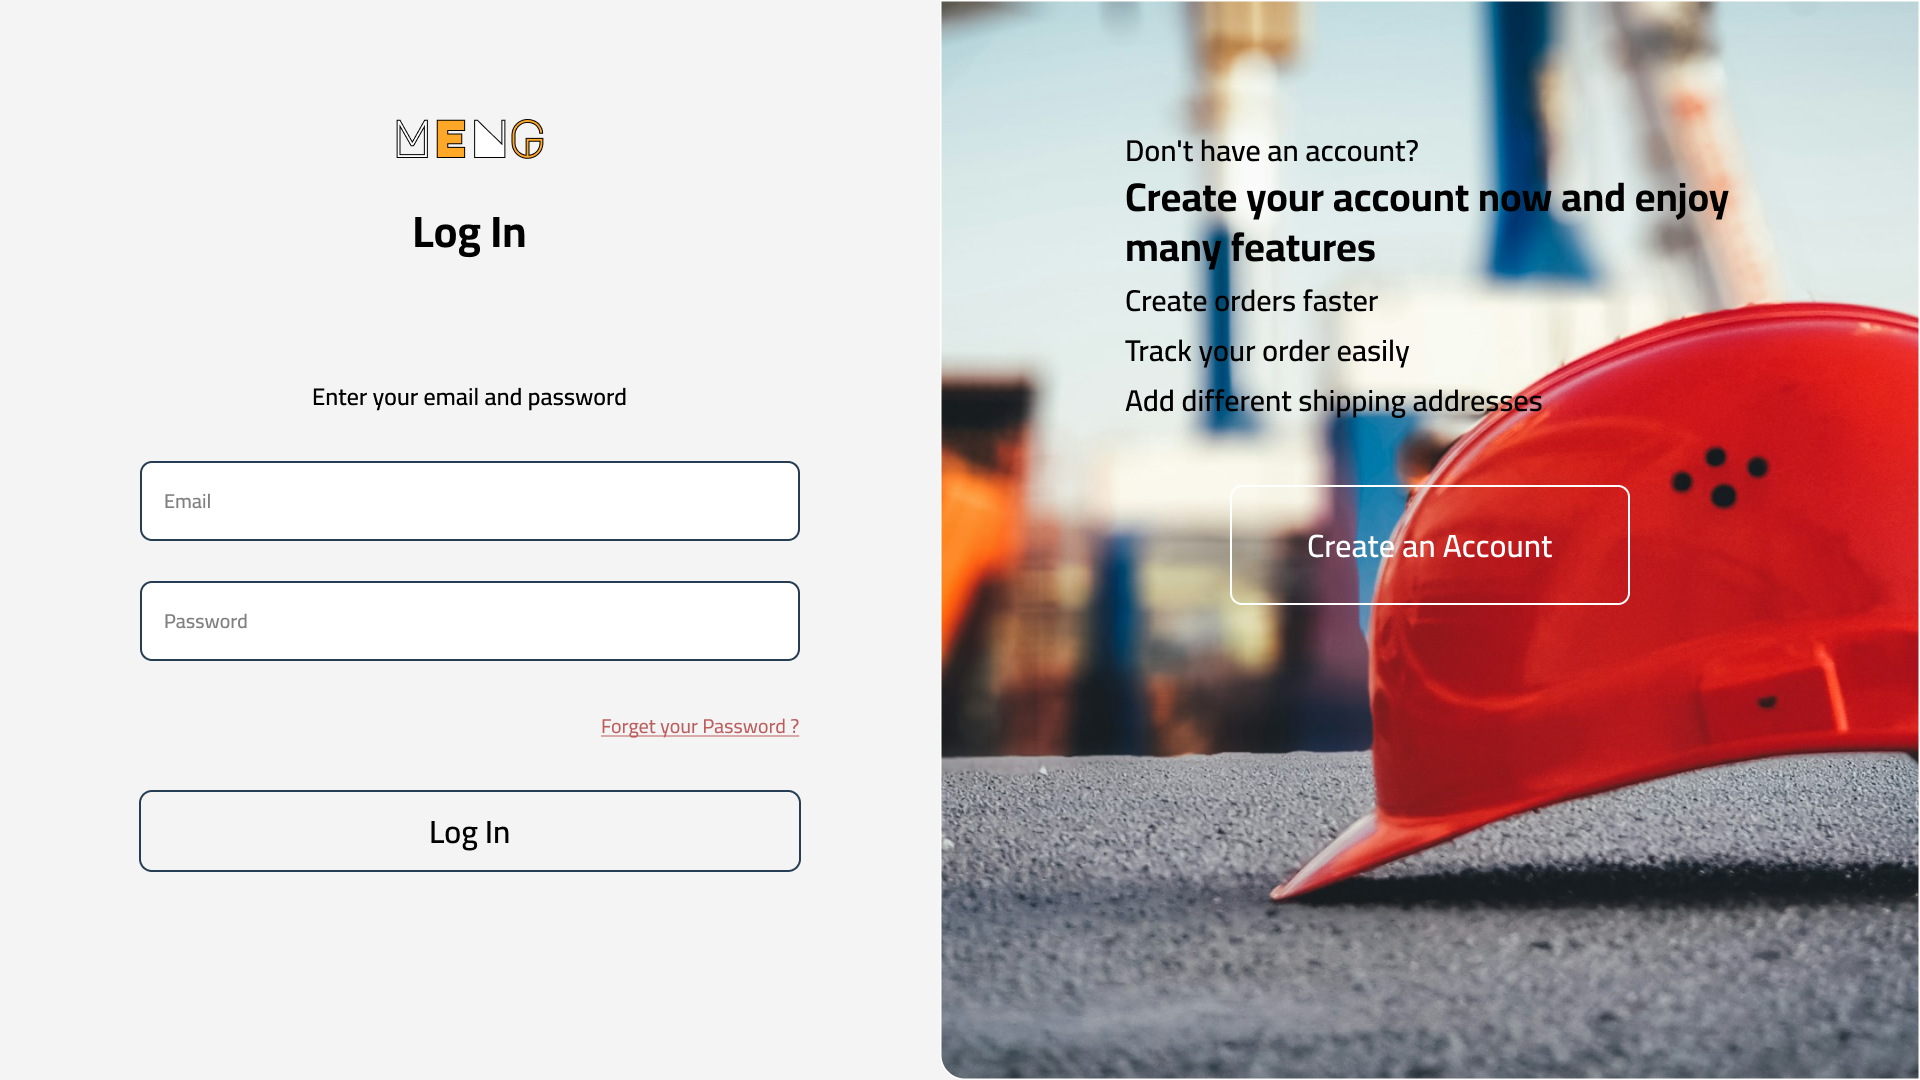 MENG
Log In
Enter your email and password
Email
Password
Forget your Password ?
Log In
Don't have an account?
Create your account now and enjoy
many features
Create orders faster
Track your order easily
Add different shipping addresses
Create an Account